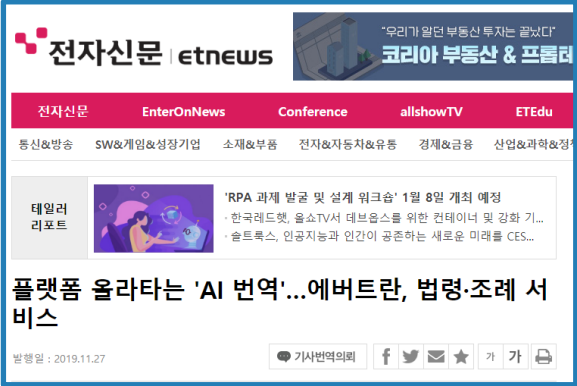 전자신문 etnews
"우리가 알던 부동산 투자는 끝났다"
코리아 부동산 & 프롭테
전자신문 EnterOnNews Conference allshowTV ETEdu
통신&방송 SW&게임&성장기업 소재&부품 전자&자동차&유통 경제&금융 산업&과학&정책
테일러
리포트
'RPA 과제 발굴 및 설계 워크숍' 1월 8일 개최 예정
· 한국레드햇, 올쇼TV서 데브옵스를 위한 컨테이너 및 강화 기...
· 솔트룩스, 인공지능과 인간이 공존하는 새로운 미래를 CES...
플랫폼 올라타는 'AI 번역'...에버트란, 법령·조례 서
비스
발행일 : 2019.11.27
기사번역의뢰
가 가